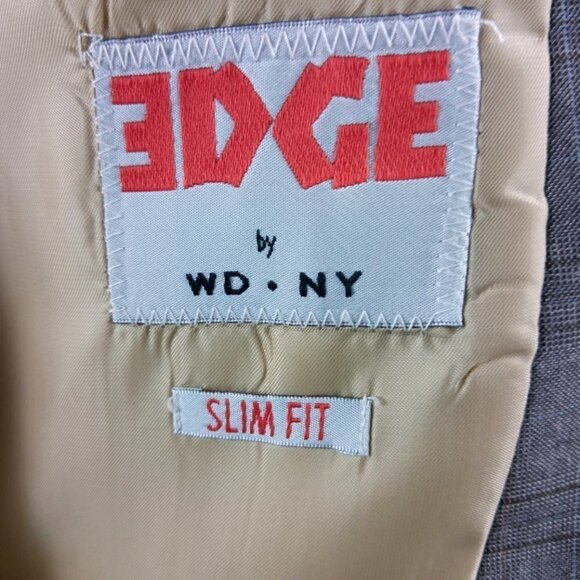 EDGE
by
WD • NY
SLIM FIT